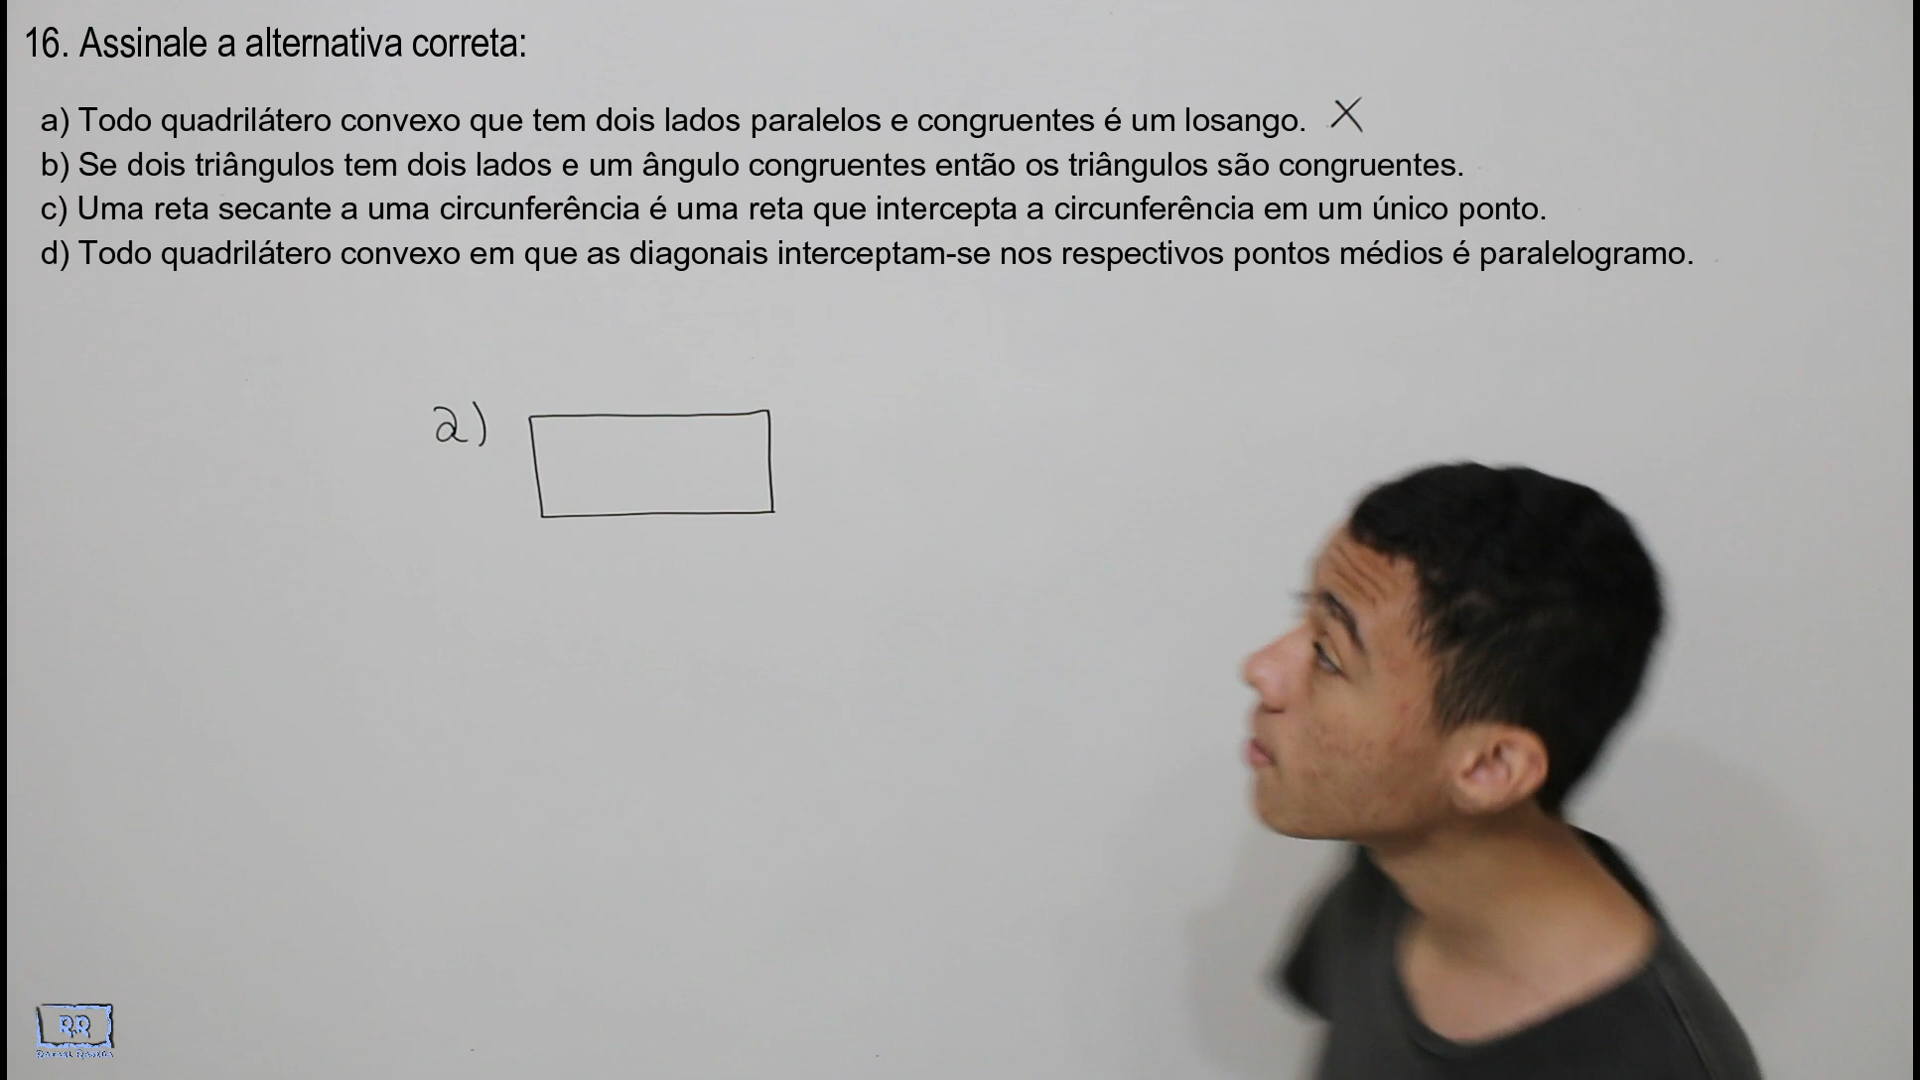 16. Assinale a alternativa correta:
a) Todo quadrilátero convexo que tem dois lados paralelos e congruentes é um losango. X
b) Se dois triângulos tem dois lados e um ângulo congruentes então os triângulos são congruentes.
c) Uma reta secante a uma circunferência é uma reta que intercepta a circunferência em um único ponto.
d) Todo quadrilátero convexo em que as diagonais interceptam-se nos respectivos pontos médios é paralelogramo.
a)
RR